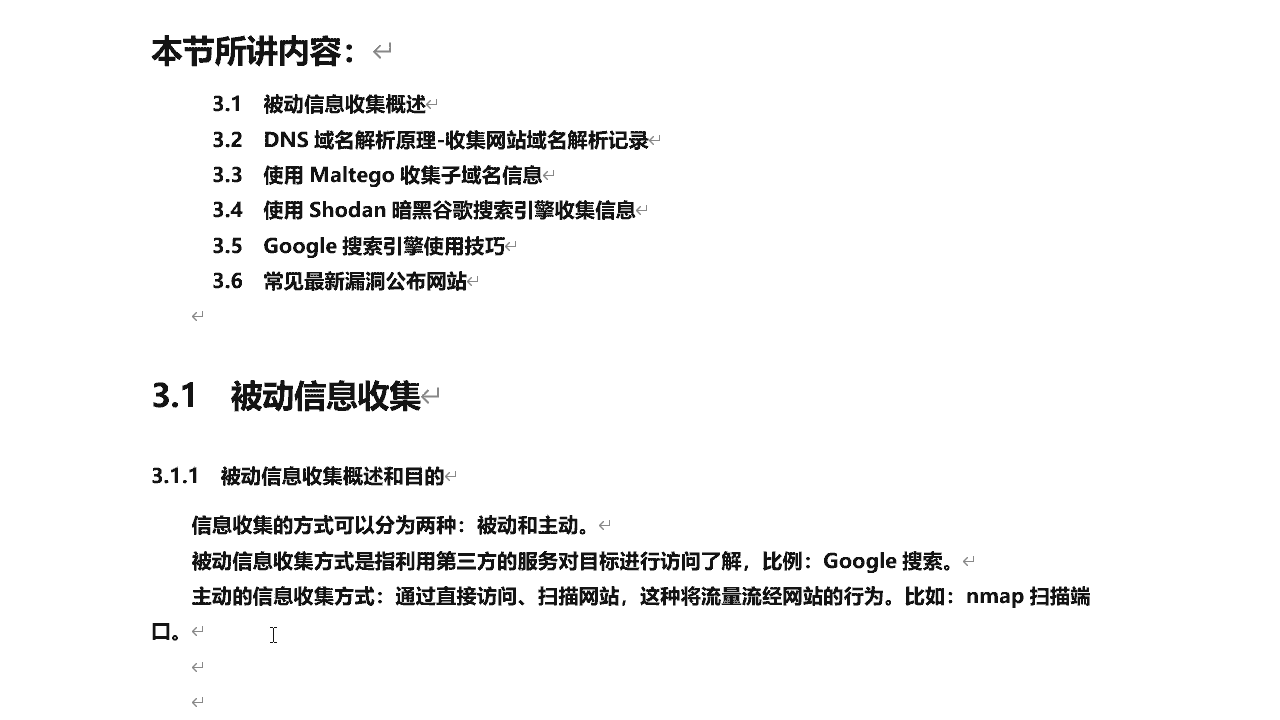 本节所讲内容：
3.1 被动信息收集概述
3.2 DNS 域名解析原理-收集网站域名解析记录
3.3 使用 Maltego 收集子域名信息
3.4 使用 Shodan 暗黑谷歌搜索引擎收集信息
3.5 Google 搜索引擎使用技巧
3.6 常见最新漏洞公布网站
3.1 被动信息收集
3.1.1 被动信息收集概述和目的
信息收集的方式可以分为两种：被动和主动。
被动信息收集方式是指利用第三方的服务对目标进行访问了解，比例：Google 搜索。
主动的信息收集方式：通过直接访问、扫描网站，这种将流量流经网站的行为。比如：nmap 扫描端
口。